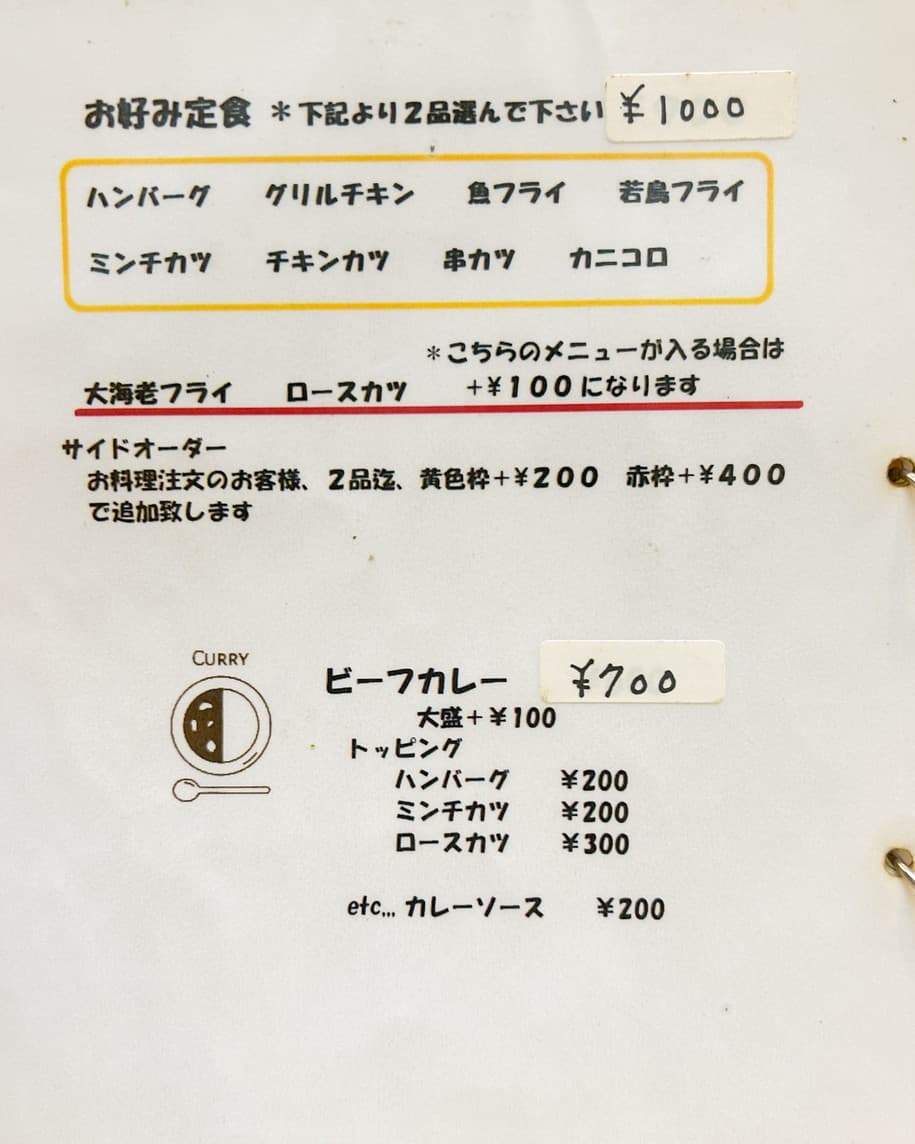 お好み定食 ＊下記より２品選んで下さい ¥1000
ハンバーグ グリルチキン 魚フライ 若鳥フライ
ミンチカツ チキンカツ 串カツ カニコロ
＊こちらのメニューが入る場合は
大海老フライ ロースカツ +¥１００になります
サイドオーダー
お料理注文のお客様、２品迄、黄色枠+¥２００ 赤枠+¥４００
で追加致します
CURRY
ビーフカレー ¥700
大盛+¥100
トッピング
ハンバーグ ¥200
ミンチカツ ¥200
ロースカツ ¥300
etc... カレーソース ¥200